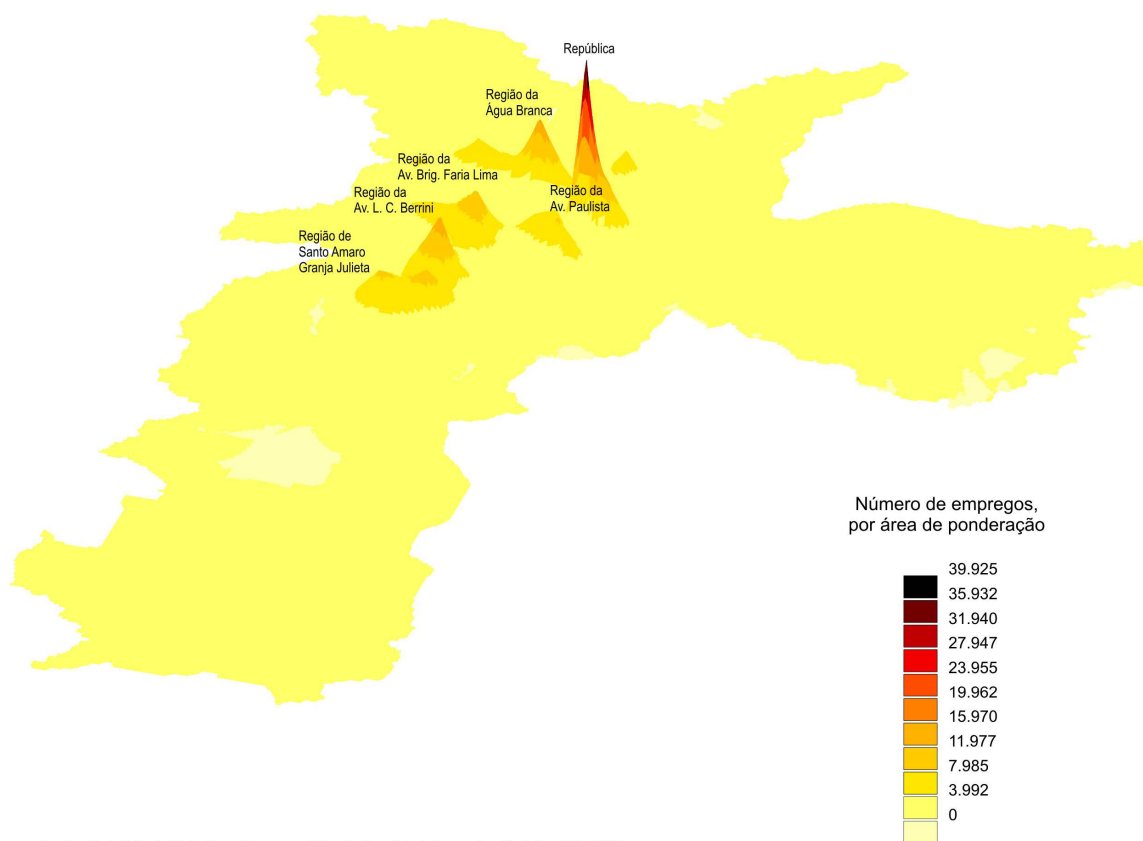 República
Região da
Água Branca
Região da
Av. Brig. Faria Lima
Região da
Av. L. C. Berrini
Região da
Av. Paulista
Região de
Santo Amaro
Granja Julieta
Número de empregos,
por área de ponderação
39.925
35.932
31.940
27.947
23.955
19.962
15.970
11.977
7.985
3.992
0